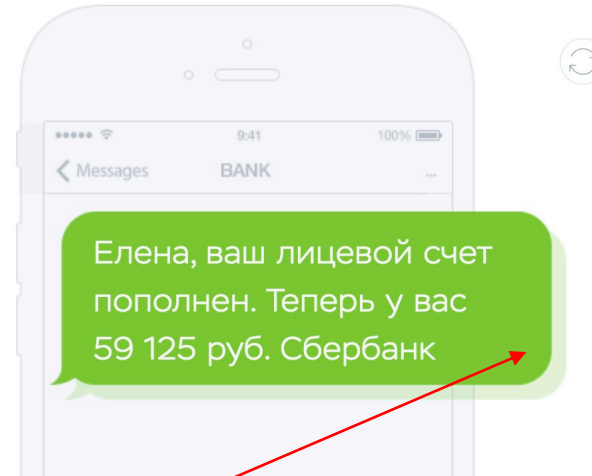 9:41
100%
Messages
BANK
...
Елена, ваш лицевой счет
пополнен. Теперь у вас
59 125 руб. Сбербанк